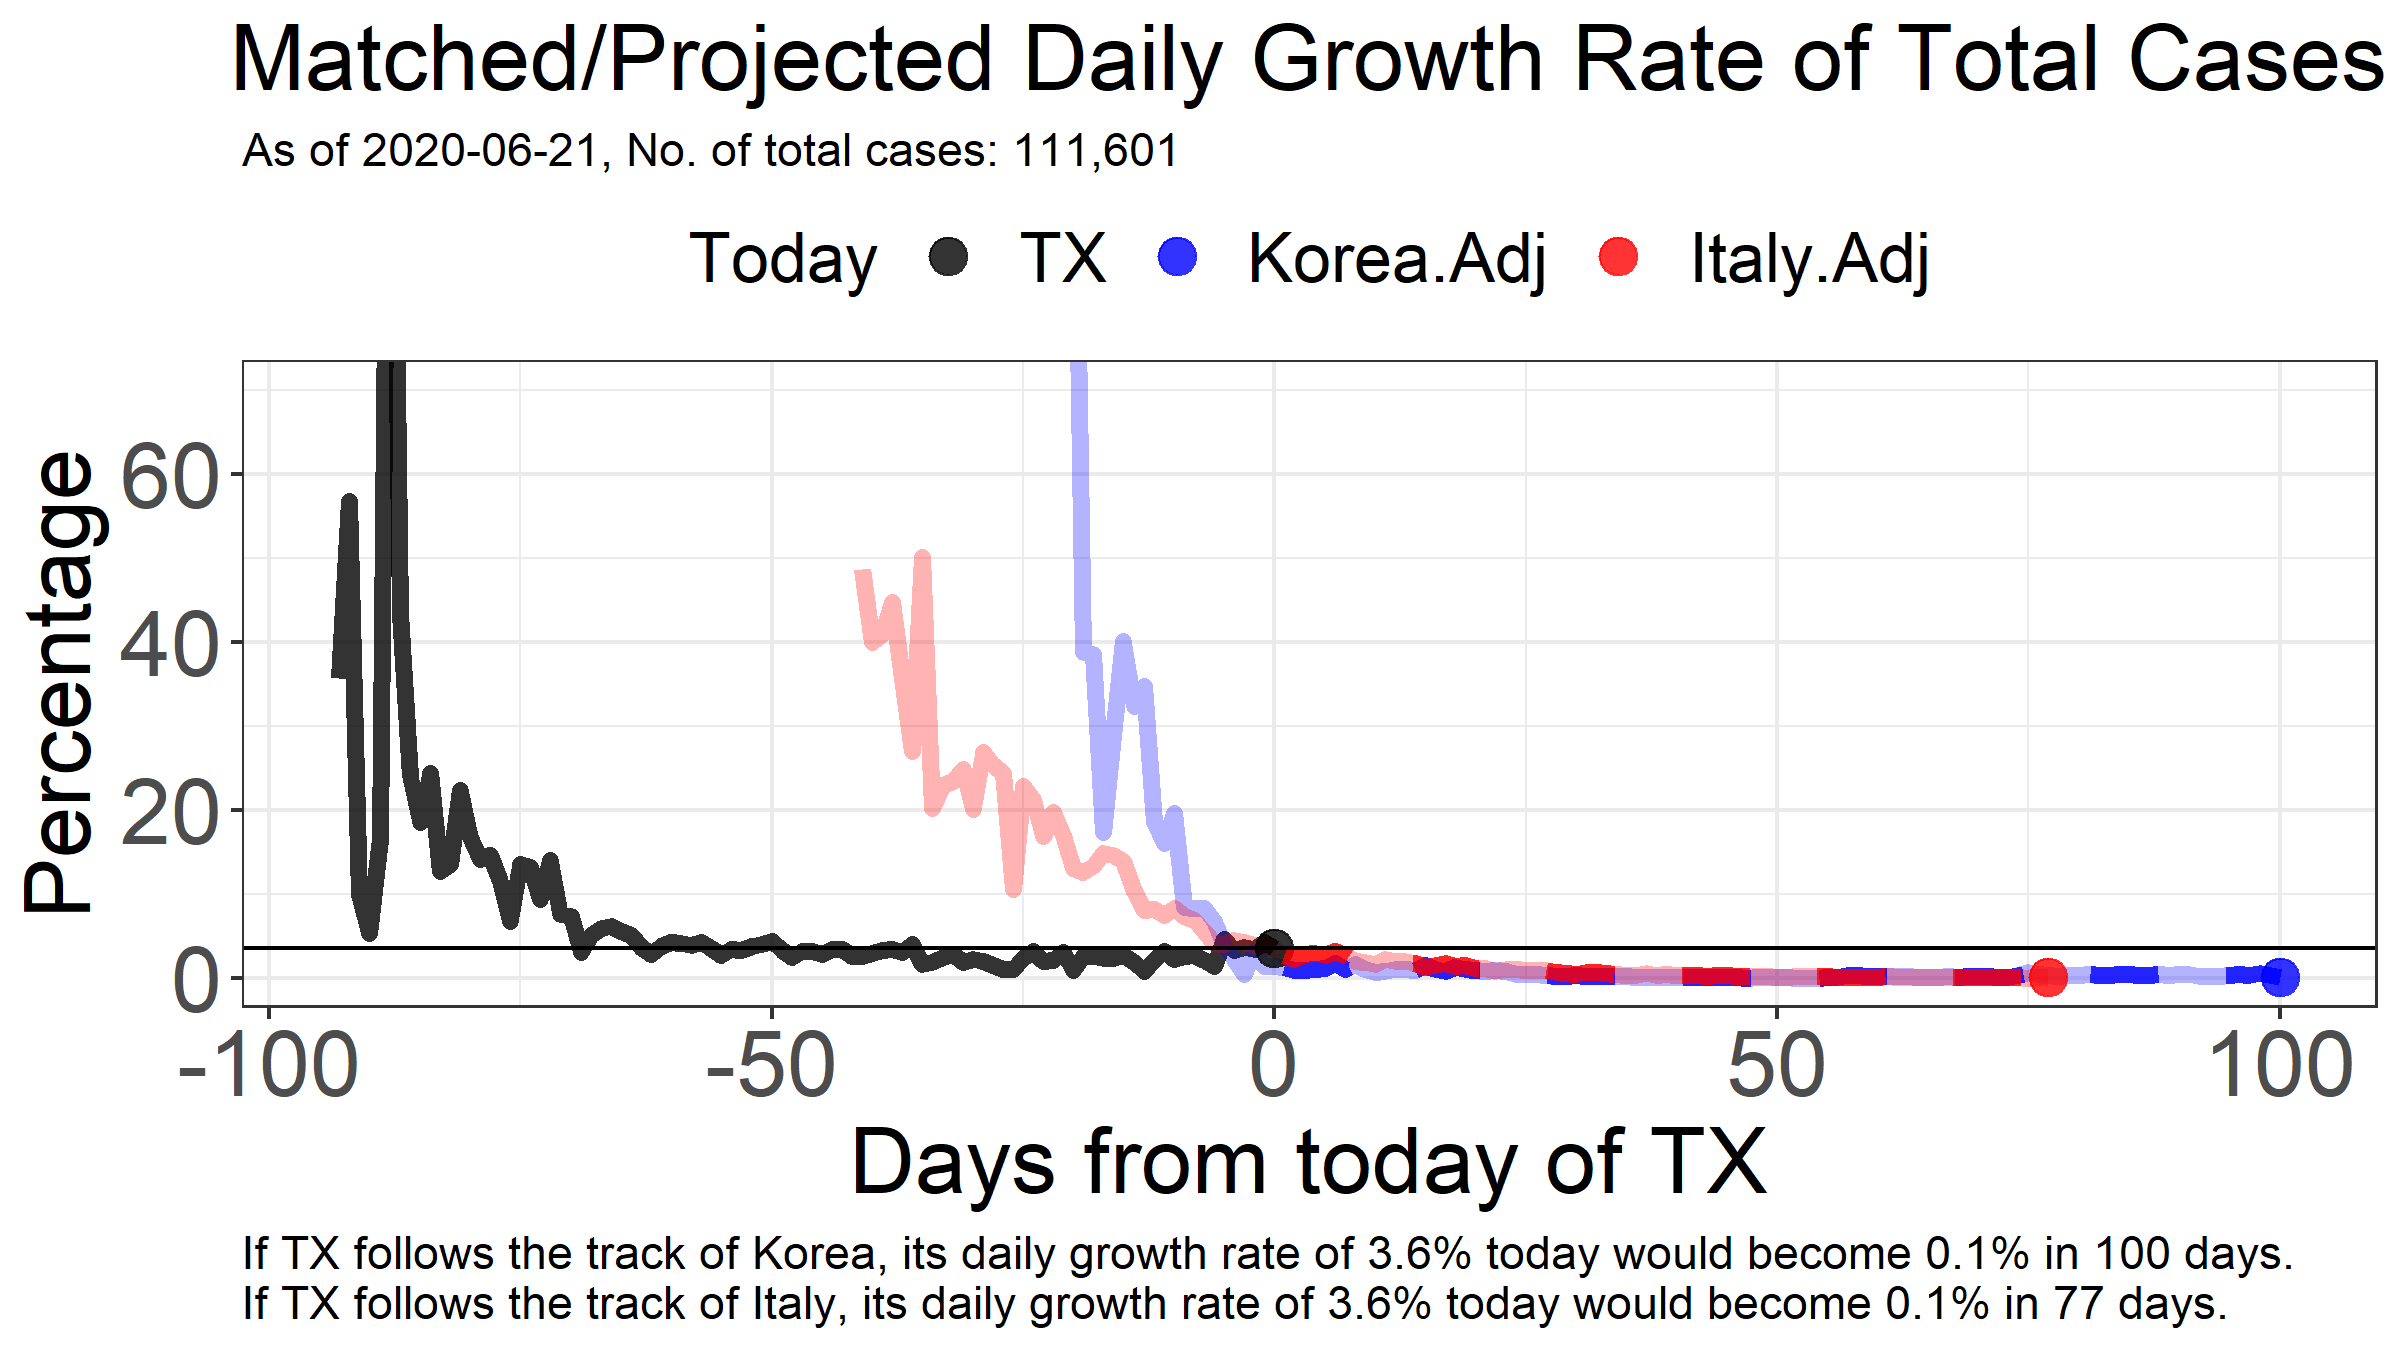 Matched/Projected Daily Growth Rate of Total Cases
As of 2020-06-21, No. of total cases: 111,601
Today TX Korea.Adj Italy.Adj
Percentage
60
40
20
0
-100 -50 0 50 100
Days from today of TX
If TX follows the track of Korea, its daily growth rate of 3.6% today would become 0.1% in 100 days.
If TX follows the track of Italy, its daily growth rate of 3.6% today would become 0.1% in 77 days.